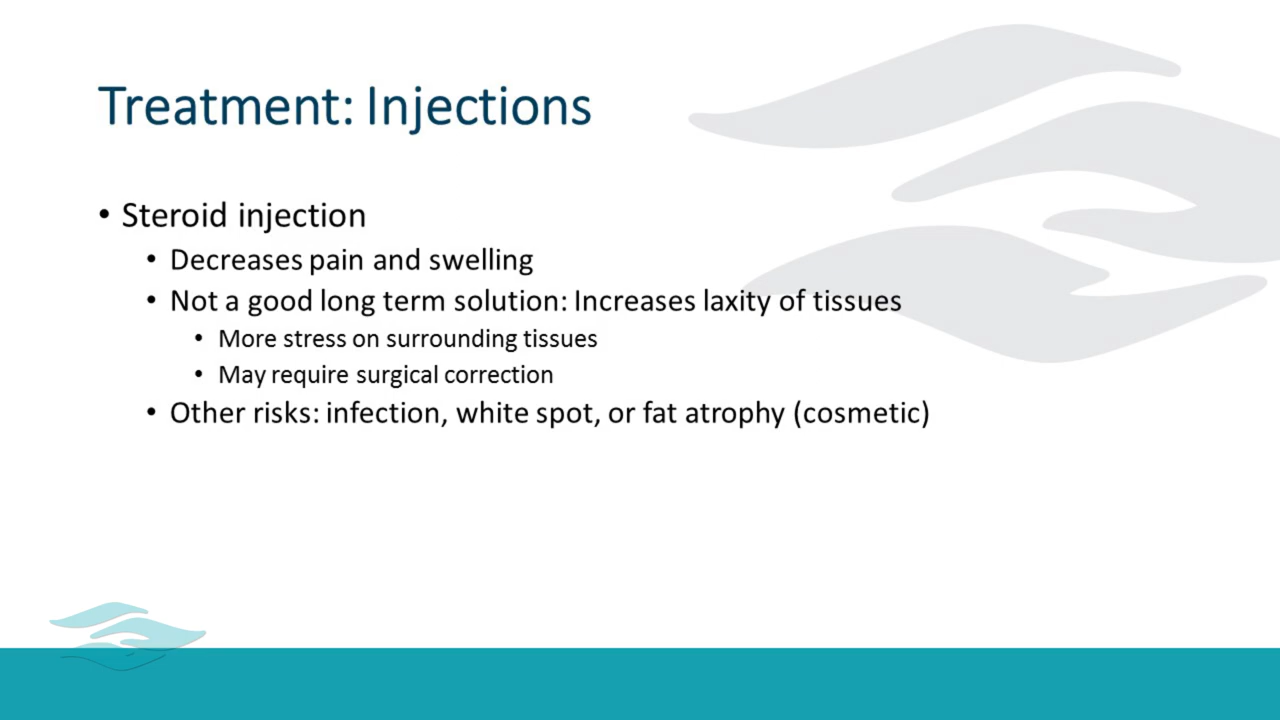 Treatment: Injections
• Steroid injection
• Decreases pain and swelling
• Not a good long term solution: Increases laxity of tissues
• More stress on surrounding tissues
• May require surgical correction
• Other risks: infection, white spot, or fat atrophy (cosmetic)